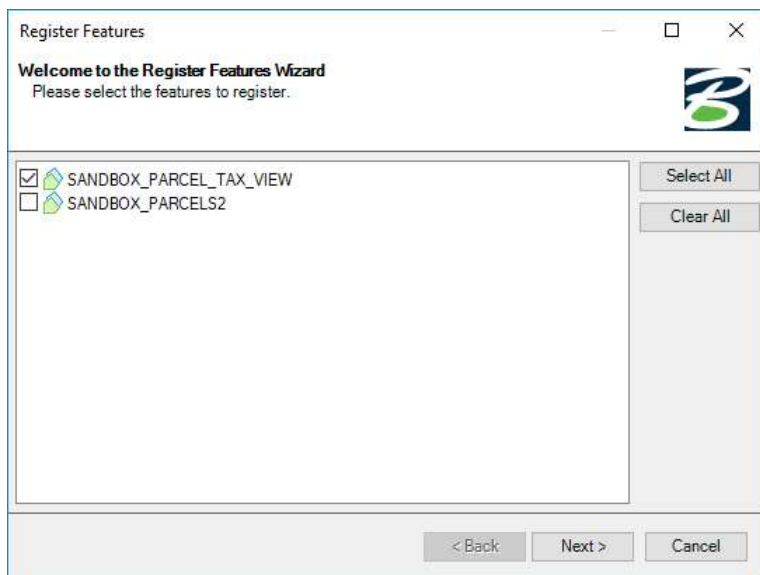 Register Features
Welcome to the Register Features Wizard
Please select the features to register.
SANDBOX_PARCEL_TAX_VIEW
SANDBOX_PARCELS2
Select All
Clear All
< Back
Next >
Cancel